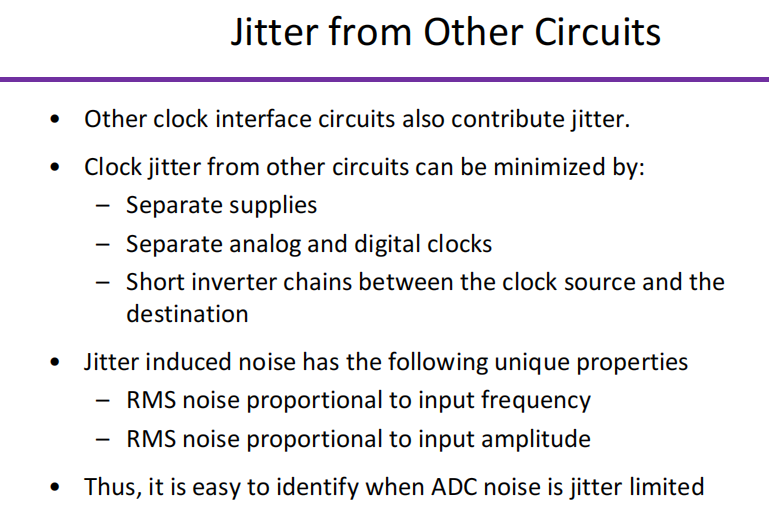 Jitter from Other Circuits
• Other clock interface circuits also contribute jitter.
• Clock jitter from other circuits can be minimized by:
– Separate supplies
– Separate analog and digital clocks
– Short inverter chains between the clock source and the
destination
• Jitter induced noise has the following unique properties
– RMS noise proportional to input frequency
– RMS noise proportional to input amplitude
• Thus, it is easy to identify when ADC noise is jitter limited